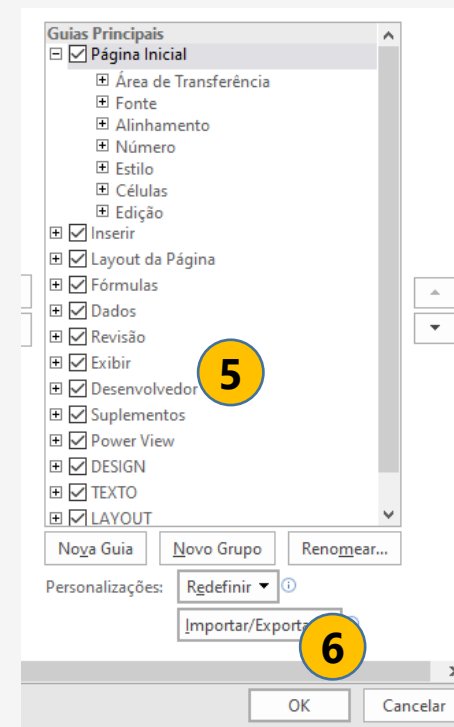 Guias Principais
Página Inicial
Área de Transferência
Fonte
Alinhamento
Número
Estilo
Células
Edição
Inserir
Layout da Página
Fórmulas
Dados
Revisão
Exibir
5
Desenvolvedor
Suplementos
Power View
DESIGN
TEXTO
LAYOUT
Nova Guia Novo Grupo Renomear...
Personalizações: Redefinir
Importar/Exporta
6
OK Cancelar